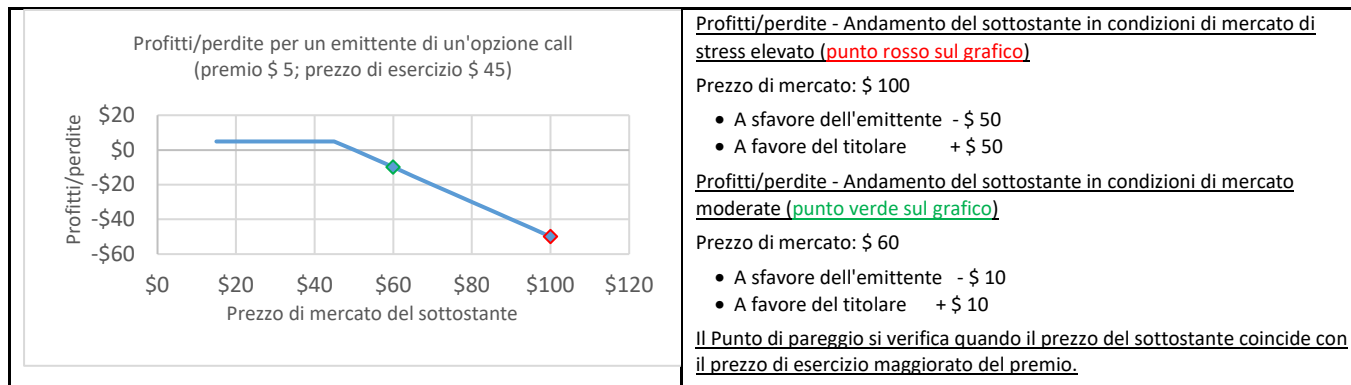 Profitti/perdite per un emittente di un'opzione call
(premio $ 5; prezzo di esercizio $ 45)
Profitti/perdite
$20
$0
-$20
-$40
-$60
$0 $20 $40 $60 $80 $100 $120
Prezzo di mercato del sottostante
Profitti/perdite - Andamento del sottostante in condizioni di mercato di
stress elevato (punto rosso sul grafico)
Prezzo di mercato: $ 100
• A sfavore dell'emittente - $ 50
• A favore del titolare + $ 50
Profitti/perdite - Andamento del sottostante in condizioni di mercato
moderate (punto verde sul grafico)
Prezzo di mercato: $ 60
• A sfavore dell'emittente - $ 10
• A favore del titolare + $ 10
Il Punto di pareggio si verifica quando il prezzo del sottostante coincide con
il prezzo di esercizio maggiorato del premio.